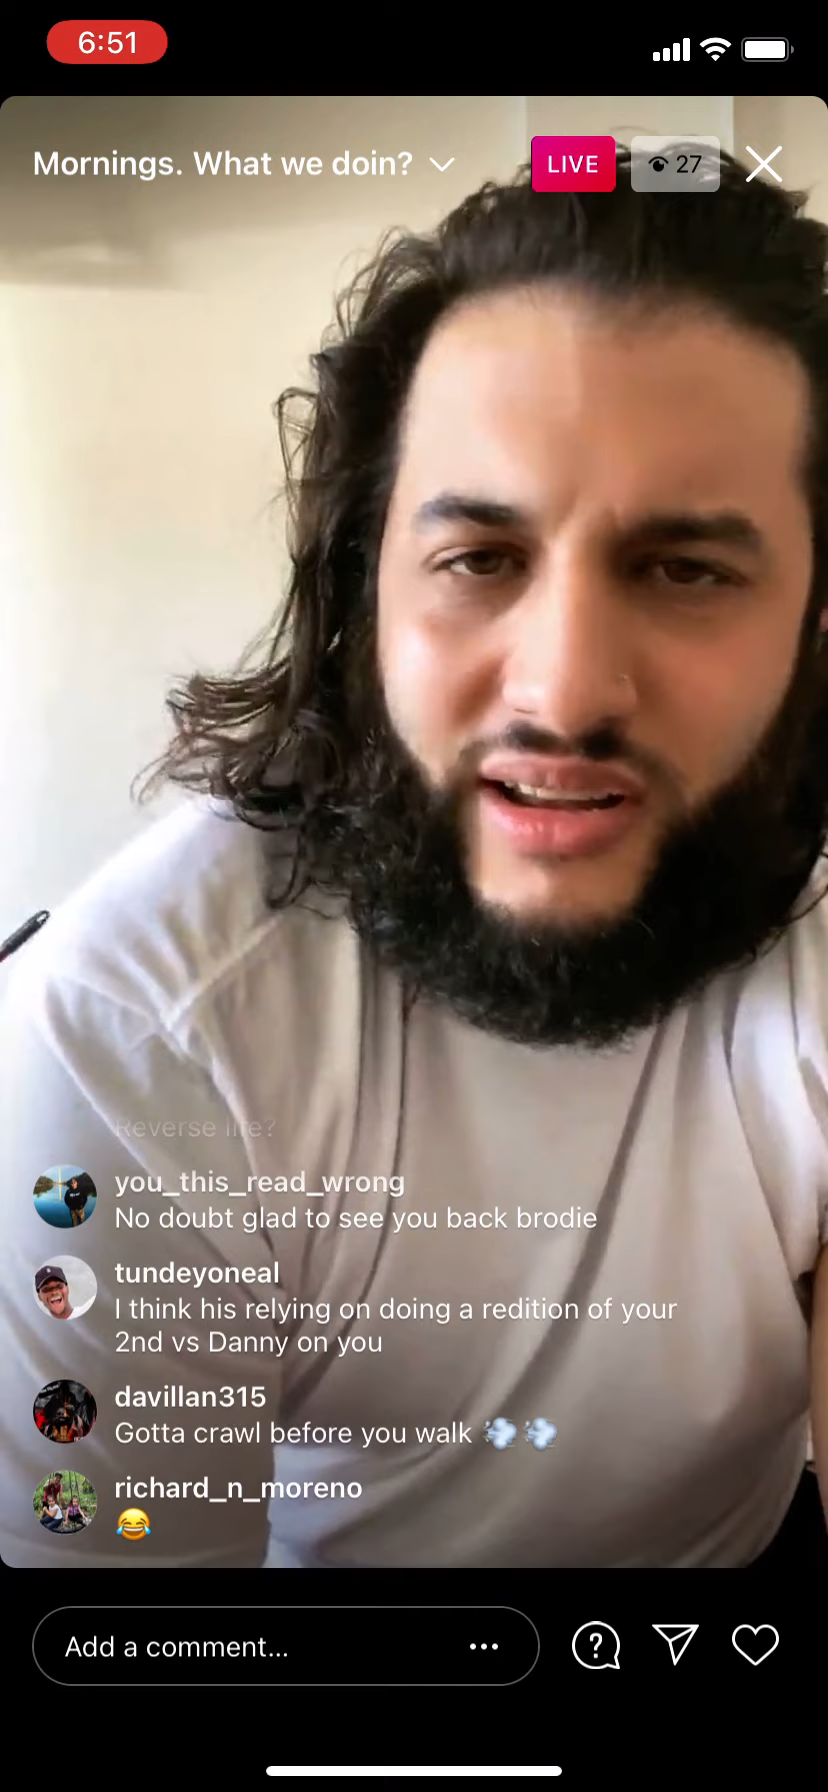 6:51
Mornings. What we doin?
LIVE
27
Reverse life?
you_this_read_wrong
No doubt glad to see you back brodie
tundeyoneal
I think his relying on doing a redition of your
2nd vs Danny on you
davillan315
Gotta crawl before you walk 💨 💨
richard_n_moreno
😂
Add a comment...